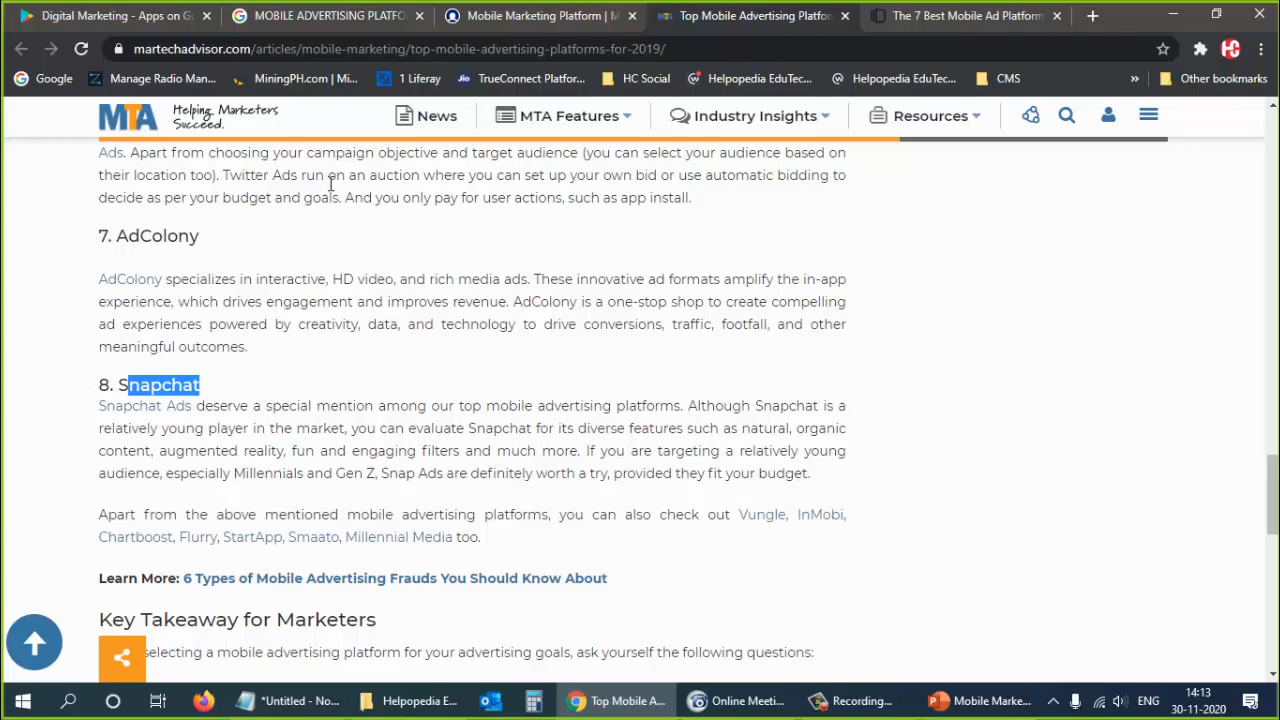 Digital Marketing - Apps on G
MOBILE ADVERTISING PLATFO
Mobile Marketing Platform | M
Top Mobile Advertising Platfor
The 7 Best Mobile Ad Platform
martechadvisor.com/articles/mobile-marketing/top-mobile-advertising-platforms-for-2019/
Google
Manage Radio Man...
MiningPH.com | Mi...
1 Liferay
TrueConnect Platfor...
HC Social
Helpopedia EduTec...
Helpopedia EduTec...
CMS
Other bookmarks
MTA
Helping Marketers
Succeed.
News
MTA Features
Industry Insights
Resources
Ads. Apart from choosing your campaign objective and target audience (you can select your audience based on
their location too). Twitter Ads run on an auction where you can set up your own bid or use automatic bidding to
decide as per your budget and goals. And you only pay for user actions, such as app install.
7. AdColony
AdColony specializes in interactive, HD video, and rich media ads. These innovative ad formats amplify the in-app
experience, which drives engagement and improves revenue. AdColony is a one-stop shop to create compelling
ad experiences powered by creativity, data, and technology to drive conversions, traffic, footfall, and other
meaningful outcomes.
8. Snapchat
Snapchat Ads deserve a special mention among our top mobile advertising platforms. Although Snapchat is a
relatively young player in the market, you can evaluate Snapchat for its diverse features such as natural, organic
content, augmented reality, fun and engaging filters and much more. If you are targeting a relatively young
audience, especially Millennials and Gen Z, Snap Ads are definitely worth a try, provided they fit your budget.
Apart from the above mentioned mobile advertising platforms, you can also check out Vungle, InMobi,
Chartboost, Flurry, StartApp, Smaato, Millennial Media too.
Learn More: 6 Types of Mobile Advertising Frauds You Should Know About
Key Takeaway for Marketers
selecting a mobile advertising platform for your advertising goals, ask yourself the following questions:
*Untitled - No...
Helpopedia E...
Top Mobile A...
Online Meeti...
Recording...
Mobile Marke...
ENG
14:13
30-11-2020